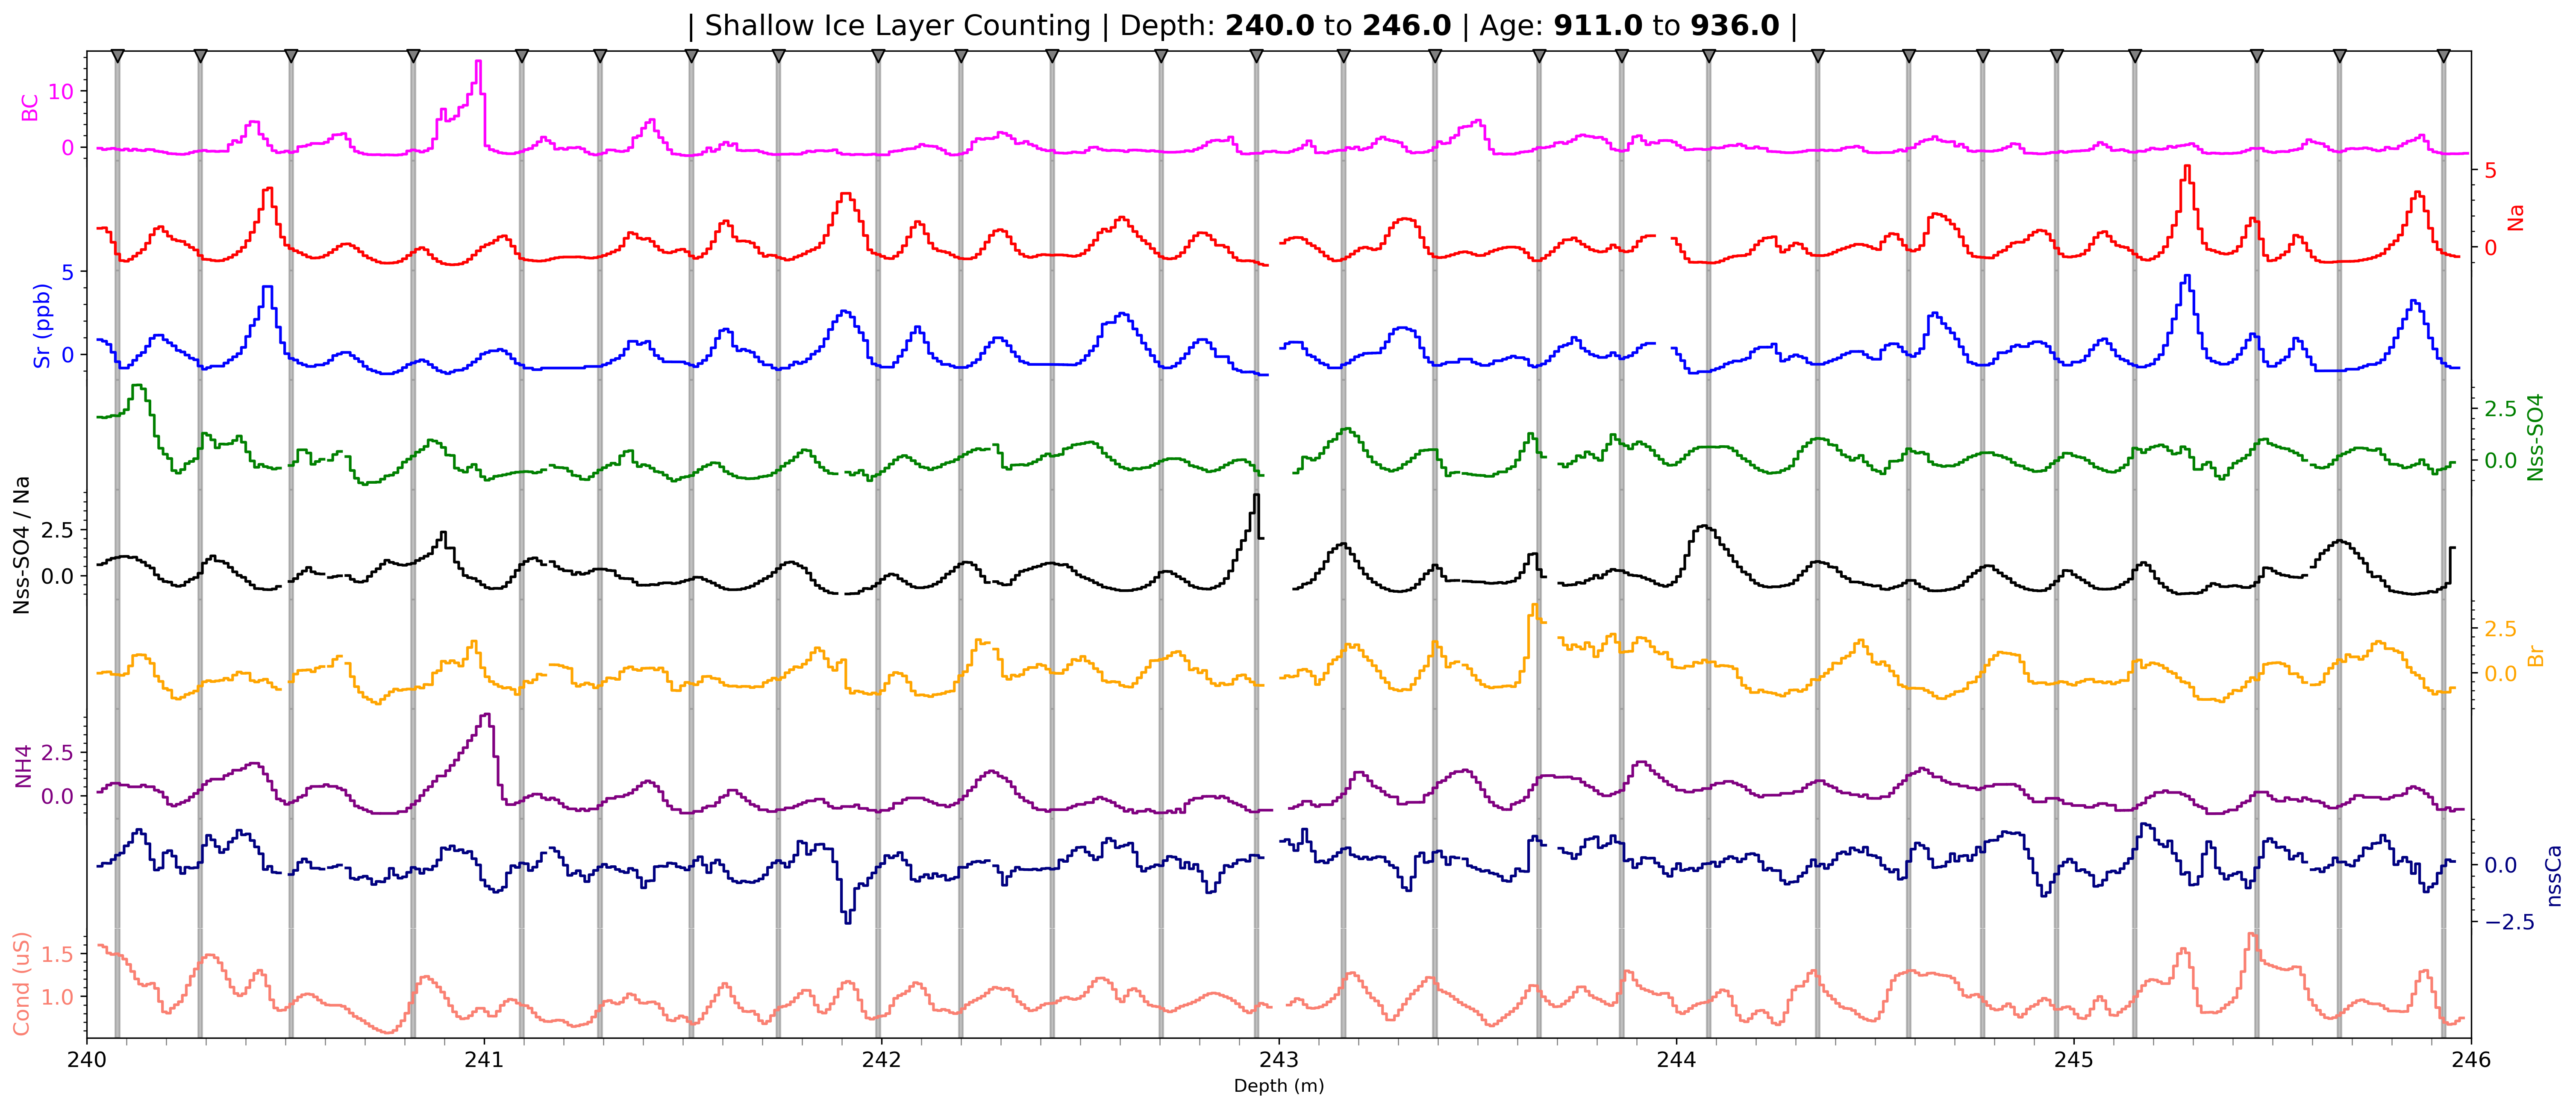 | Shallow Ice Layer Counting | Depth: 240.0 to 246.0 | Age: 911.0 to 936.0 |
BC
10
0
5
0
Na
Sr (ppb)
5
0
2.5
0.0
Nss-SO4
Nss-SO4 / Na
2.5
0.0
2.5
0.0
Br
NH4
2.5
0.0
0.0
−2.5
nssCa
Cond (uS)
1.5
1.0
240 241 242 243 244 245 246
Depth (m)